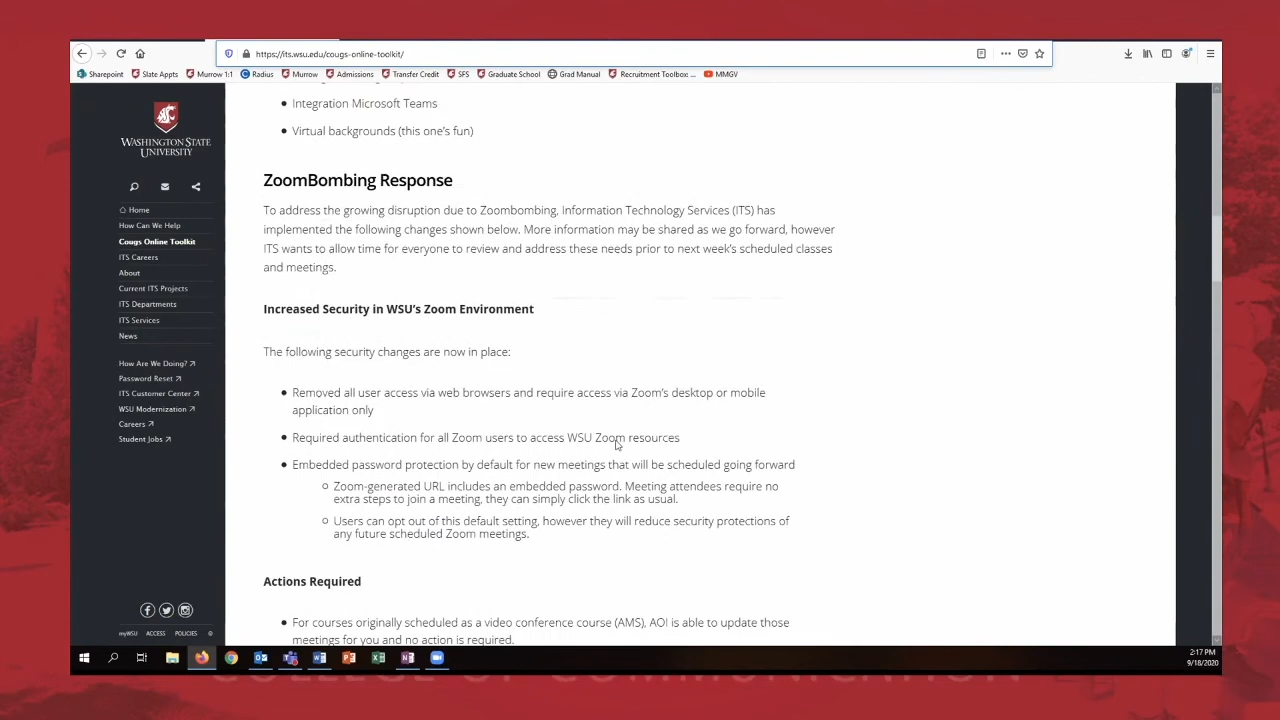 https://its.wsu.edu/cougs-online-toolkit/
Sharepoint Slate Appts Murrow 1:1 Radius Murrow Admissions Transfer Credit SFS Graduate School Grad Manual Recruitment Toolbox: ... MMGV
WASHINGTON STATE
UNIVERSITY
Home
How Can We Help
Cougs Online Toolkit
ITS Careers
About
Current ITS Projects
ITS Departments
ITS Services
News
How Are We Doing?
Password Reset
ITS Customer Center
WSU Modernization
Careers
Student Jobs
myWSU ACCESS POLICIES ©
Integration Microsoft Teams
Virtual backgrounds (this one's fun)
ZoomBombing Response
To address the growing disruption due to Zoombombing, Information Technology Services (ITS) has
implemented the following changes shown below. More information may be shared as we go forward, however
ITS wants to allow time for everyone to review and address these needs prior to next week's scheduled classes
and meetings.
Increased Security in WSU's Zoom Environment
The following security changes are now in place:
Removed all user access via web browsers and require access via Zoom's desktop or mobile
application only
Required authentication for all Zoom users to access WSU Zoom resources
Embedded password protection by default for new meetings that will be scheduled going forward
Zoom-generated URL includes an embedded password. Meeting attendees require no
extra steps to join a meeting, they can simply click the link as usual.
Users can opt out of this default setting, however they will reduce security protections of
any future scheduled Zoom meetings.
Actions Required
For courses originally scheduled as a video conference course (AMS), AOI is able to update those
meetings for you and no action is required.
2:17 PM
9/18/2020
COLLEGE OF COMMUNICATION